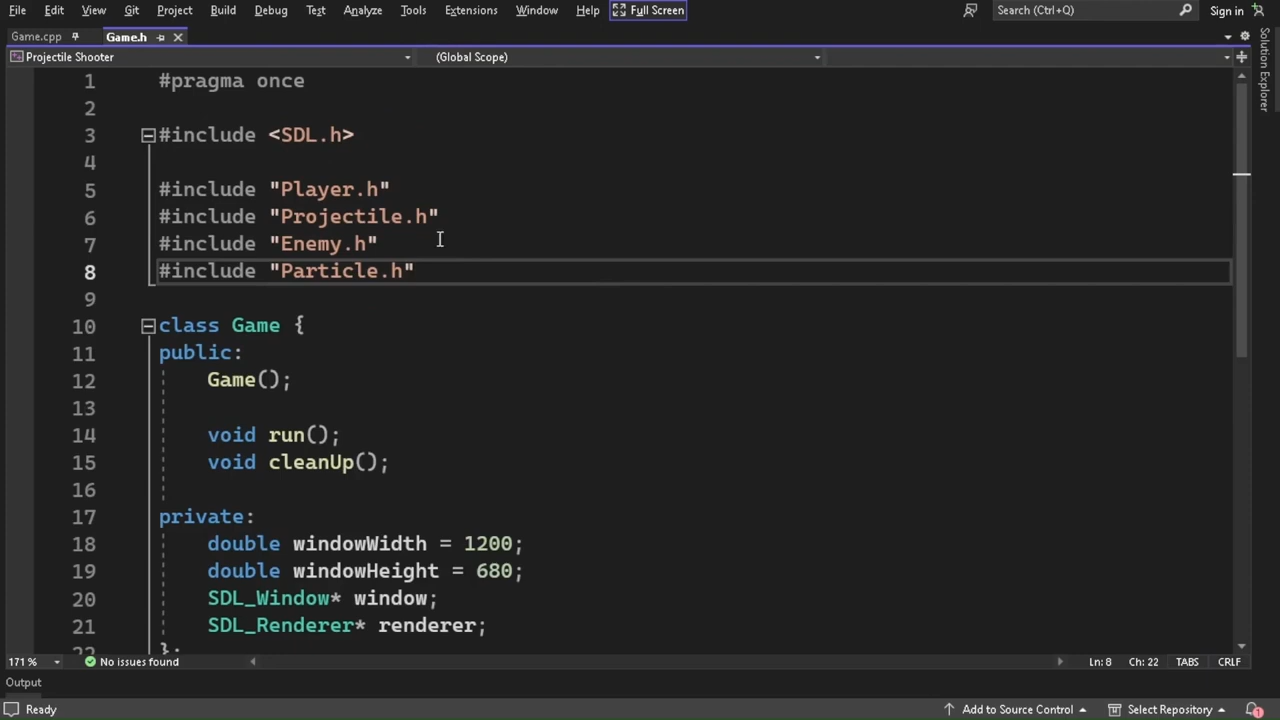 File Edit View Git Project Build Debug Test Analyze Tools Extensions Window Help Full Screen Search (Ctrl+Q) Sign in
Game.cpp Game.h
Projectile Shooter (Global Scope)
Solution Explorer
1 #pragma once
2
3 #include <SDL.h>
4
5 #include "Player.h"
6 #include "Projectile.h"
7 #include "Enemy.h"
8 #include "Particle.h"
9
10 class Game {
11 public:
12 Game();
13
14 void run();
15 void cleanUp();
16
17 private:
18 double windowWidth = 1200;
19 double windowHeight = 680;
20 SDL_Window* window;
21 SDL_Renderer* renderer;
22 };
171 % No issues found Ln: 8 Ch: 22 TABS CRLF
Output
Ready Add to Source Control Select Repository 1